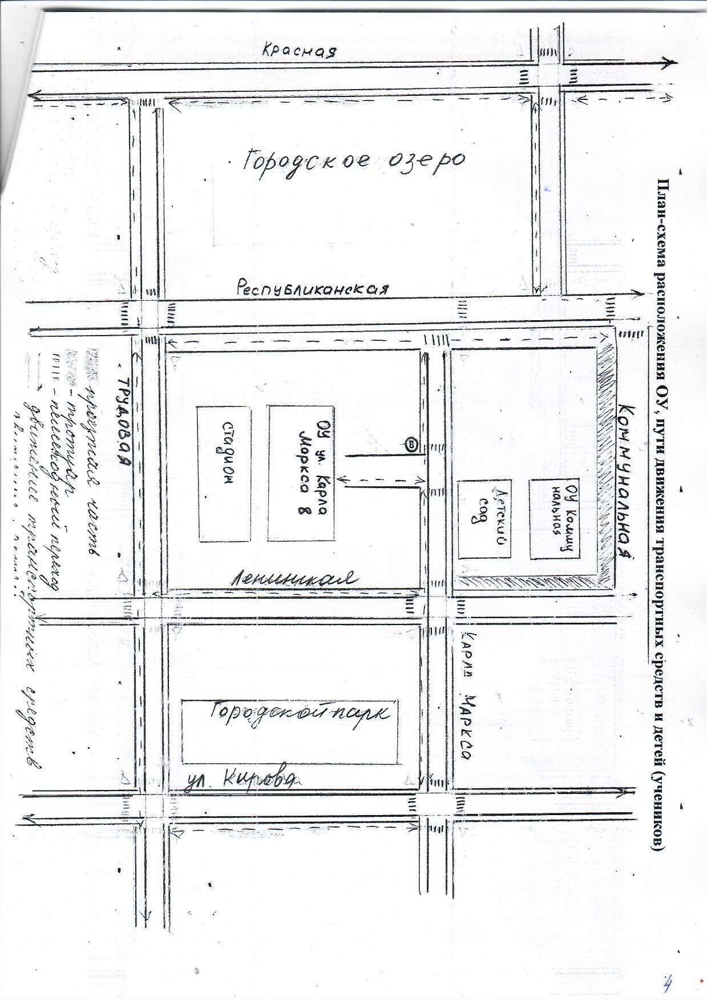 План-схема расположения ОУ, пути движения транспортных средств и детей (учеников)
Красная
Городское озеро
Республиканская
Коммунальная
ОУ Комму
нальная
Детский
сад
ОУ ул. Карла
Маркса 8
стадион
ТРУДОВАЯ
Ленинская
Карла Маркса
Городской парк
ул. Кирова
проезжая часть
- тротуар
- пешеходный переход
движение транспортных средств
4